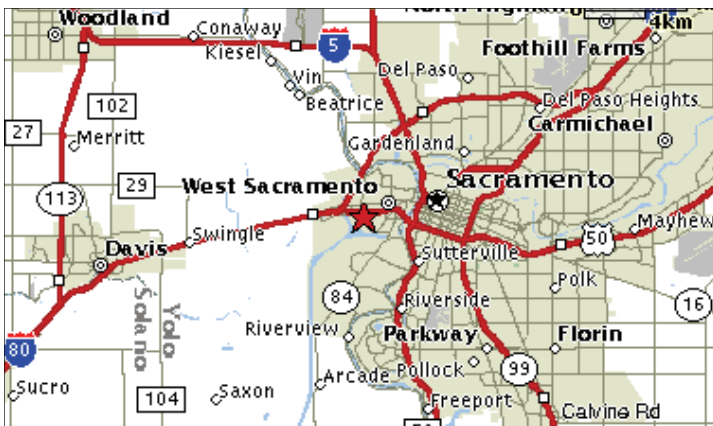 Woodland
Conaway
North Highlands
4km
5
Foothill Farms
Kiesel
Vin
Del Paso
Beatrice
102
Del Paso Heights
Carmichael
27
Merritt
Gardenland
29
West Sacramento
Sacramento
113
Mayhew
50
Davis
Swingle
Sutterville
Polk
84
16
Yolo
Solano
Riverside
Riverview
Parkway
Florin
80
Pollock
99
Sucro
104
Saxon
Arcade
Freeport
Calvine Rd